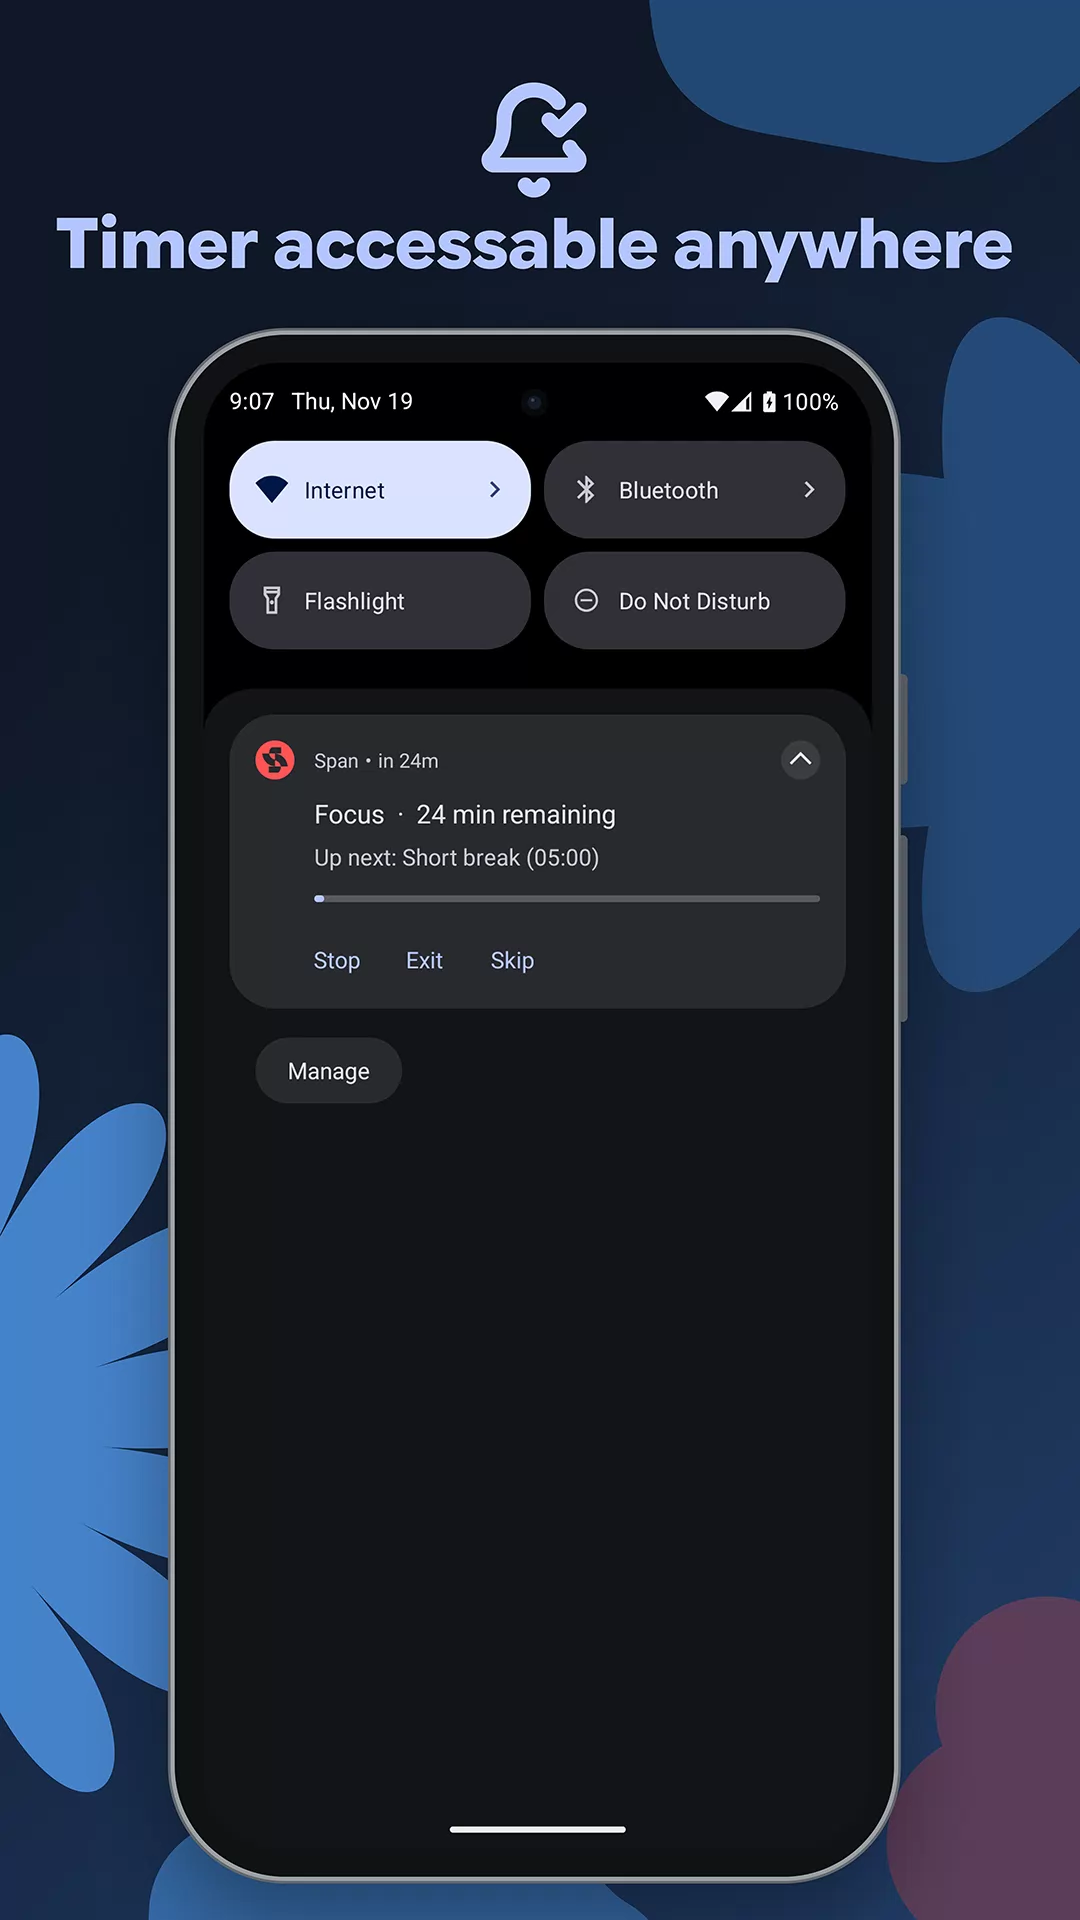 Timer accessable anywhere
9:07 Thu, Nov 19 100%
Internet Bluetooth
Flashlight Do Not Disturb
Span • in 24m
Focus · 24 min remaining
Up next: Short break (05:00)
Stop Exit Skip
Manage